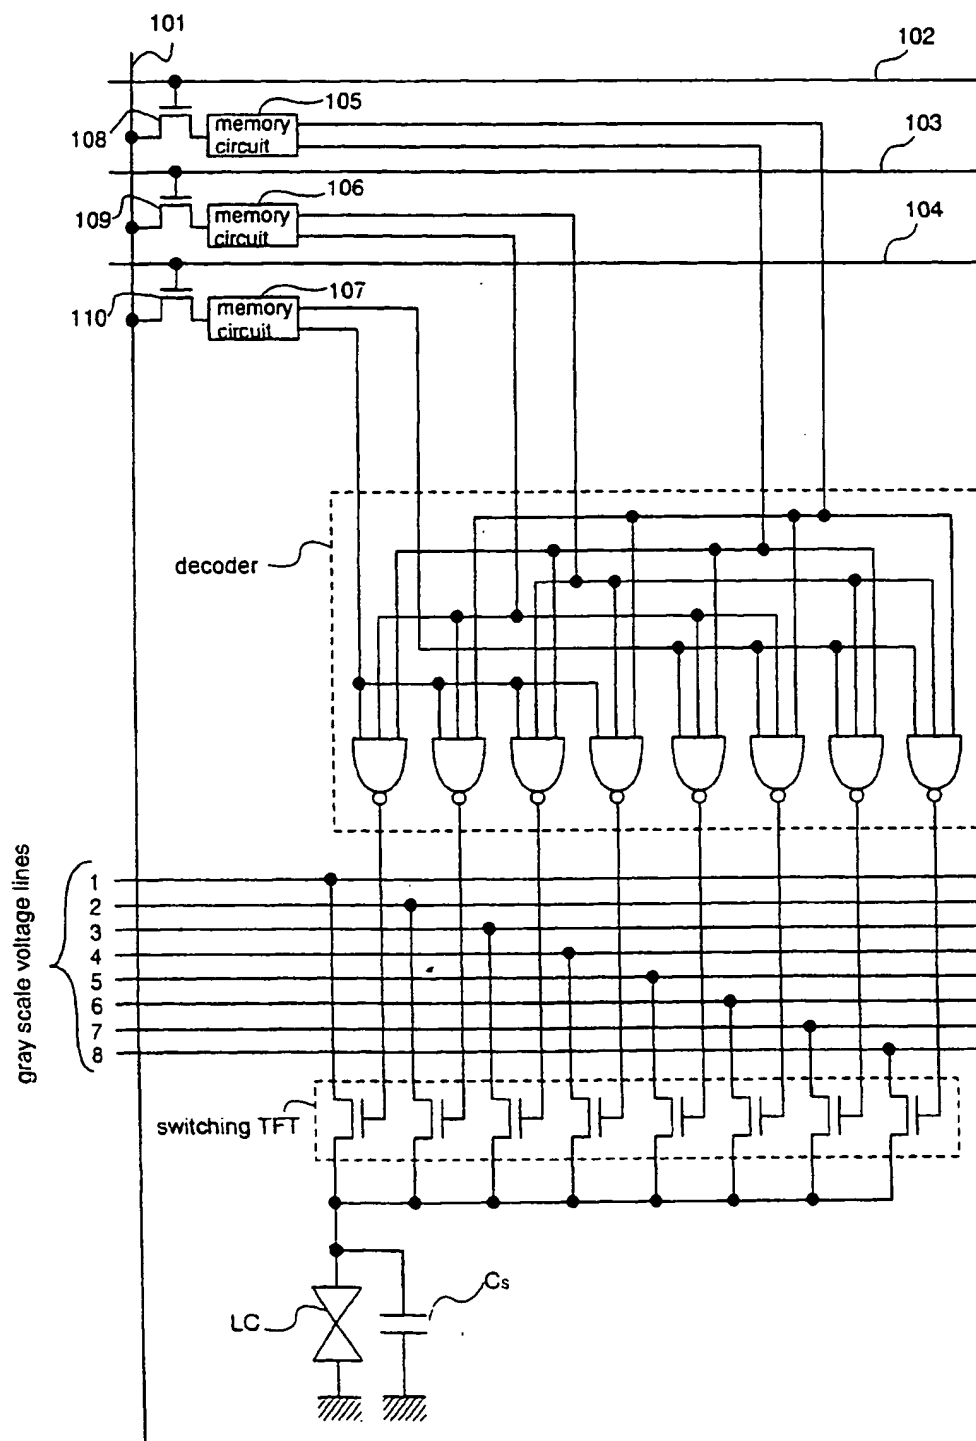 101
102
105
memory
circuit
108
103
106
memory
circuit
109
104
107
memory
circuit
110
decoder
gray scale voltage lines
1
2
3
4
5
6
7
8
switching TFT
LC
Cs